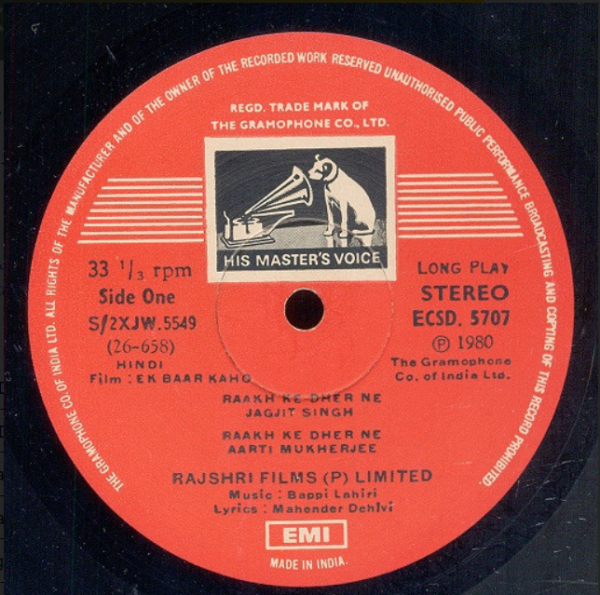 THE GRAMOPHONE CO. OF INDIA LTD. ALL RIGHTS OF THE MANUFACTURER AND OF THE OWNER OF THE RECORDED WORK RESERVED UNAUTHORISED PUBLIC PERFORMANCE BROADCASTING AND COPYING OF THIS RECORD PROHIBITED.
REGD. TRADE MARK OF
THE GRAMOPHONE CO., LTD.
HIS MASTER'S VOICE
33 1/3 rpm
Side One
S/2XJW.5549
(26-658)
HINDI
Film : EK BAAR KAHO
LONG PLAY
STEREO
ECSD. 5707
Ⓟ 1980
The Gramophone
Co. of India Ltd.
RAAKH KE DHER NE
JAGJIT SINGH
RAAKH KE DHER NE
AARTI MUKHERJEE
RAJSHRI FILMS (P) LIMITED
Music : Bappi Lahiri
Lyrics : Mahender Dehlvi
EMI
MADE IN INDIA.